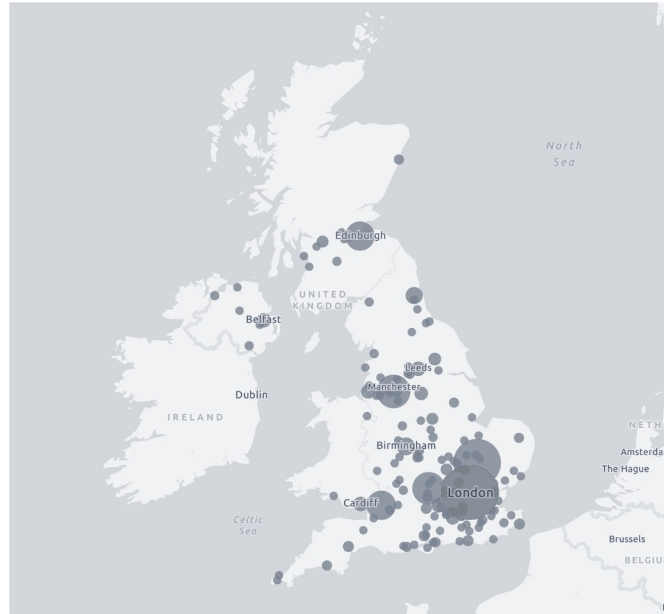 North
Sea
Edinburgh
UNITED
KINGDOM
Belfast
Leeds
Manchester
Dublin
IRELAND
NETH
Birmingham
Amsterda
The Hague
London
Cardiff
Celtic
Sea
Brussels
BELGIU